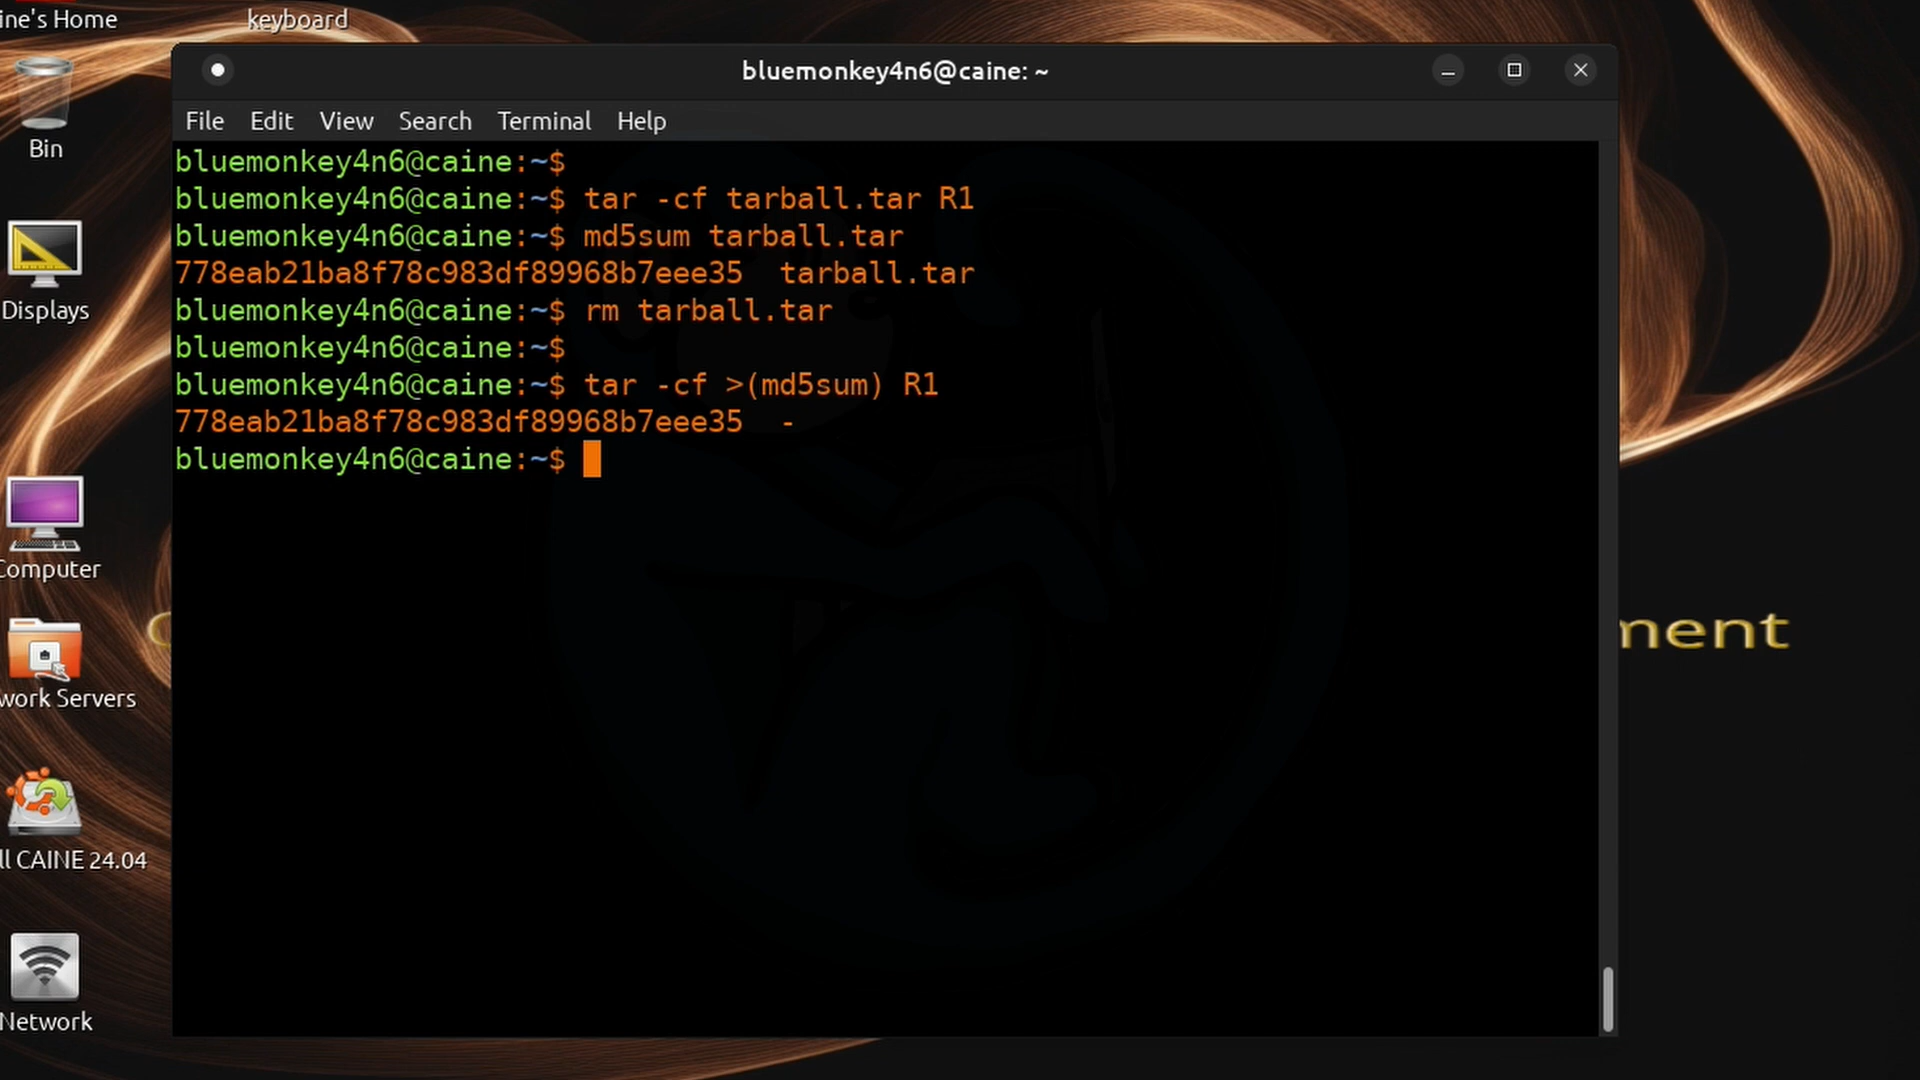 ine's Home
keyboard
bluemonkey4n6@caine: ~
File Edit View Search Terminal Help
Bin
Displays
Computer
work Servers
ll CAINE 24.04
Network
bluemonkey4n6@caine:~$
bluemonkey4n6@caine:~$ tar -cf tarball.tar R1
bluemonkey4n6@caine:~$ md5sum tarball.tar
778eab21ba8f78c983df89968b7eee35  tarball.tar
bluemonkey4n6@caine:~$ rm tarball.tar
bluemonkey4n6@caine:~$
bluemonkey4n6@caine:~$ tar -cf >(md5sum) R1
778eab21ba8f78c983df89968b7eee35  -
bluemonkey4n6@caine:~$
ment